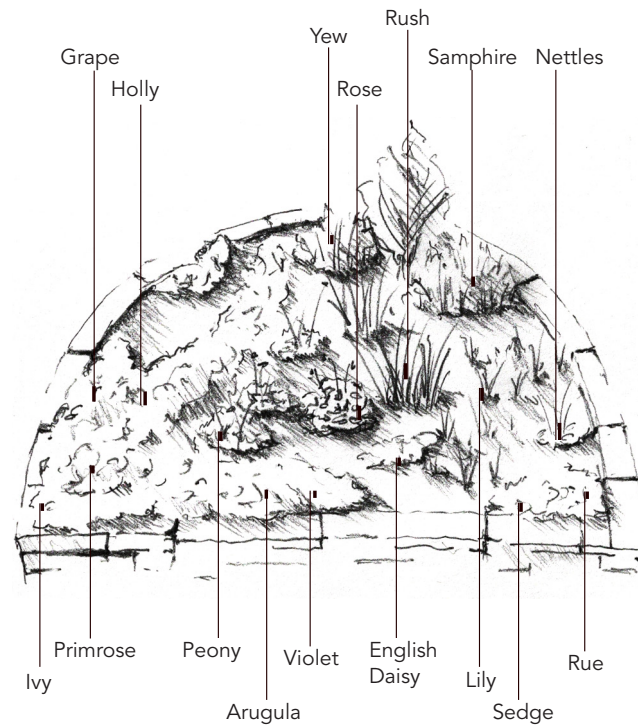 Rush
Yew
Grape
Samphire
Nettles
Holly
Rose
Primrose
Peony
Violet
English
Daisy
Ivy
Lily
Rue
Arugula
Sedge